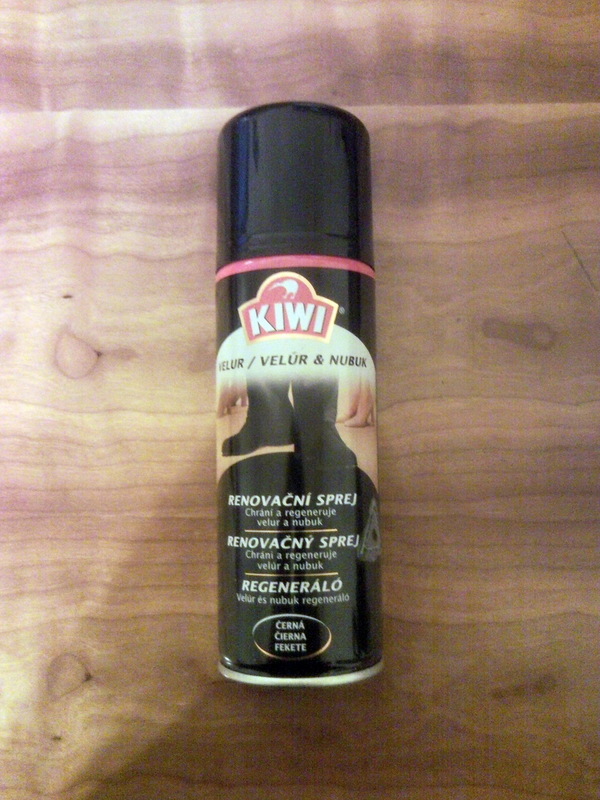 KIWI®
VELUR / VELÚR & NUBUK
RENOVAČNÍ SPREJ
Chrání a regeneruje
velur a nubuk
RENOVAČNÝ SPREJ
Chráni a regeneruje
velúr a nubuk
REGENERÁLÓ
Velúr és nubuk regeneráló
ČERNÁ
ČIERNA
FEKETE